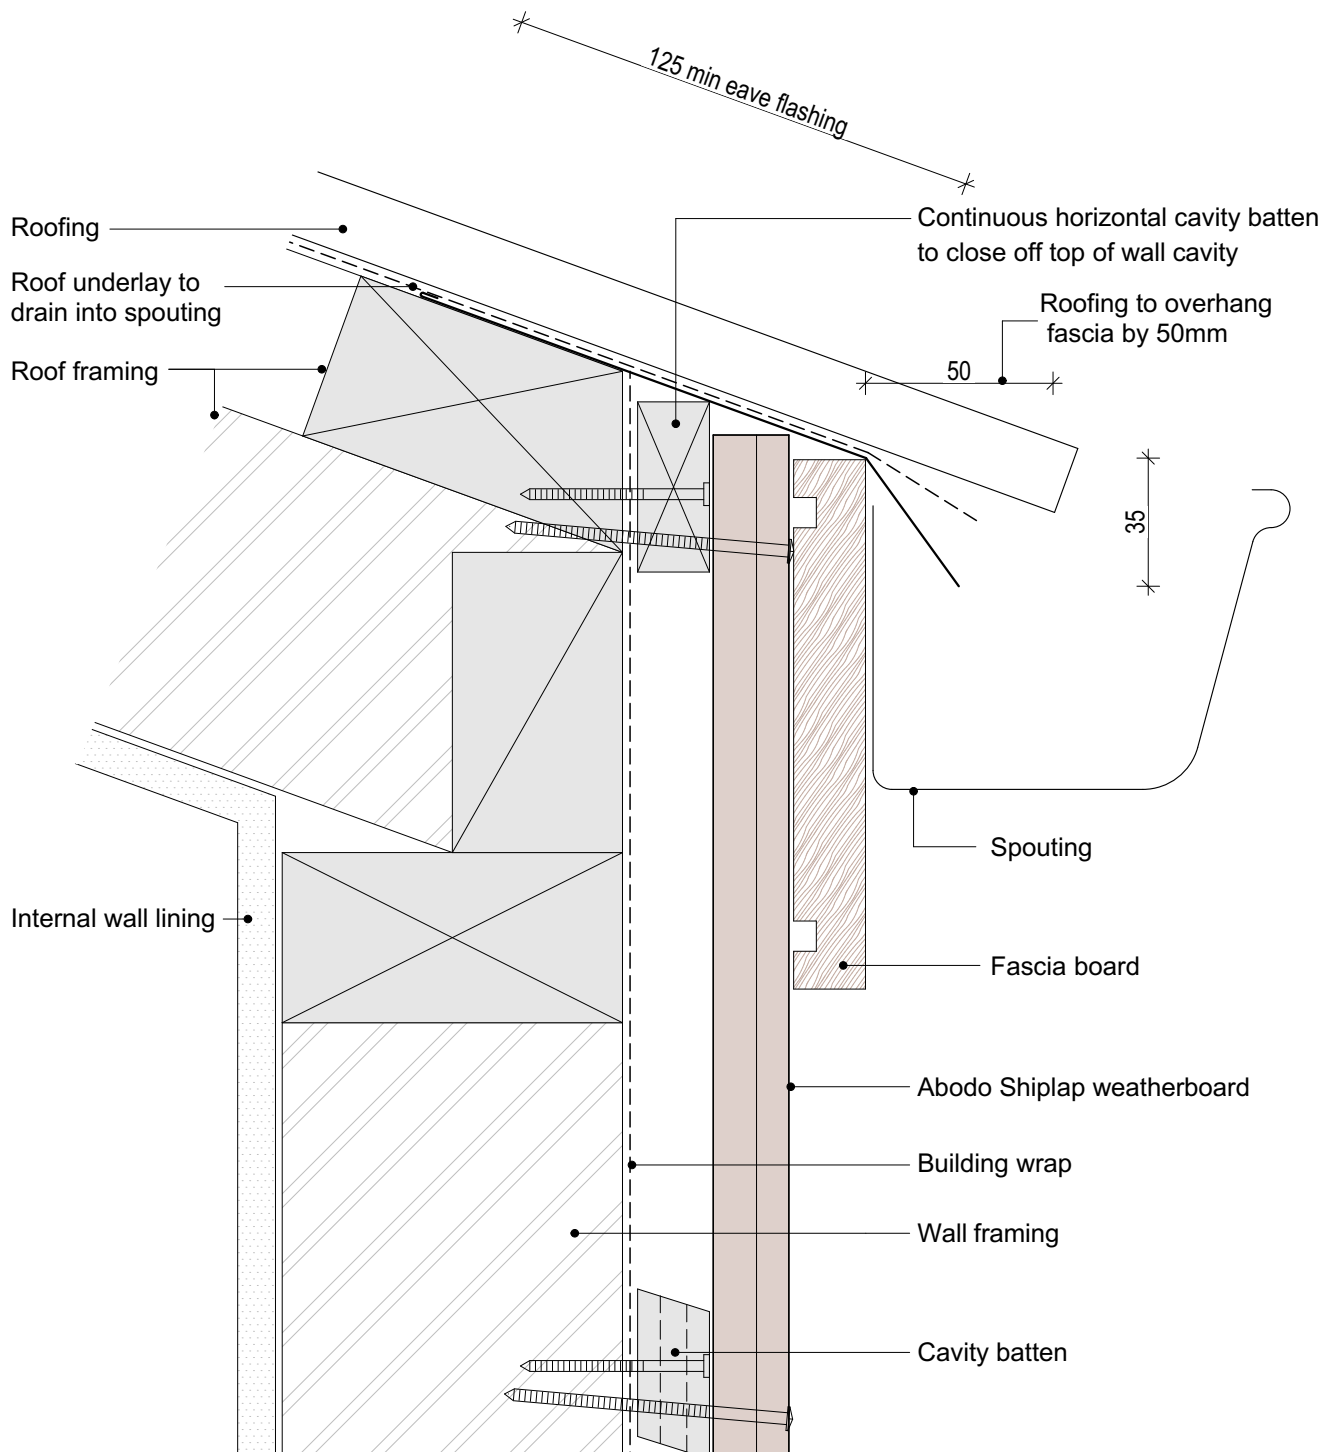 125 min eave flashing
Roofing
Continuous horizontal cavity batten
to close off top of wall cavity
Roof underlay to
drain into spouting
Roofing to overhang
fascia by 50mm
Roof framing
50
35
Spouting
Internal wall lining
Fascia board
Abodo Shiplap weatherboard
Building wrap
Wall framing
Cavity batten